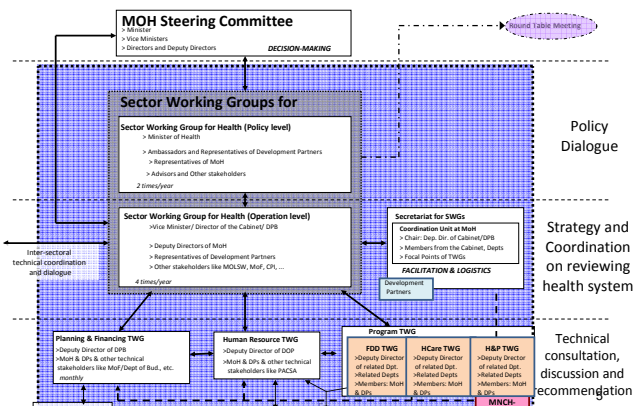 MOH Steering Committee
> Minister
> Vice Ministers
> Directors and Deputy Directors
DECISION-MAKING
Round Table Meeting
Sector Working Groups for
Sector Working Group for Health (Policy level)
> Minister of Health
> Ambassadors and Representatives of Development Partners
> Representatives of MoH
> Advisors and Other stakeholders
2 times/year
Policy
Dialogue
Sector Working Group for Health (Operation level)
>Vice Minister/ Director of the Cabinet/ DPB
> Deputy Directors of MoH
> Representatives of Development Partners
> Other stakeholders like MOLSW, MoF, CPI, ...
4 times/year
Inter-sectoral
technical coordination
and dialogue
Secretariat for SWGs
Coordination Unit at MoH
> Chair: Dep. Dir. of Cabinet/DPB
> Members from the Cabinet, Depts
> Focal Points of TWGs
FACILITATION & LOGISTICS
Development
Partners
Strategy and
Coordination
on reviewing
health system
Planning & Financing TWG
>Deputy Director of DPB
>MoH & DPs & other technical
stakeholders like MoF/Dept of Bud., etc.
monthly
Human Resource TWG
>Deputy Director of DOP
>MoH & DPs & other technical
stakeholders like PACSA
Program TWG
FDD TWG
>Deputy Director
of related Dpt.
>Related Depts
>Members: MoH
& DPs
HCare TWG
>Deputy Director
of related Dpt.
>Related Depts
>Members: MoH
& DPs
H&P TWG
>Deputy Director
of related Dept.
>Related Depts
>Members: MoH
& DPs
MNCH-
Technical
consultation,
discussion and
recommendation